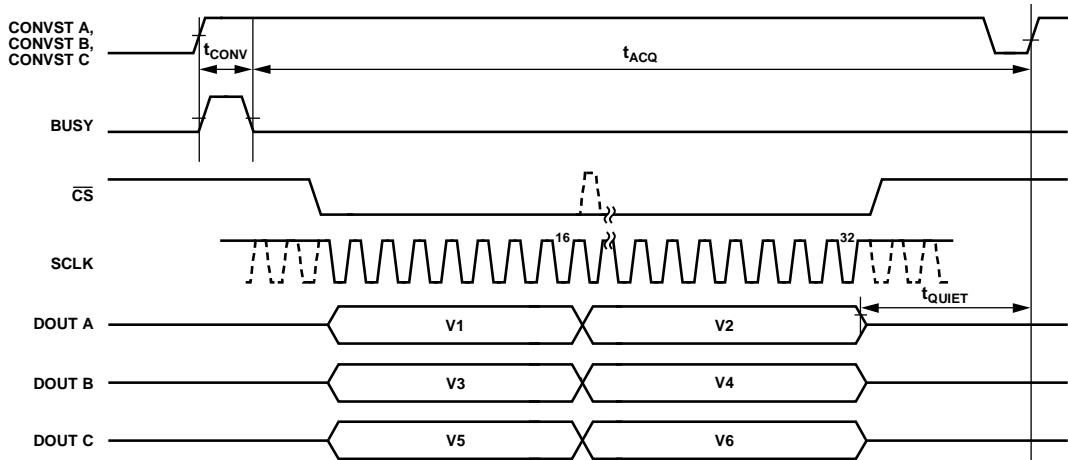 CONVST A,
CONVST B,
CONVST C
tCONV
tACQ
BUSY
CS
SCLK
16
32
tQUIET
DOUT A
V1
V2
DOUT B
V3
V4
DOUT C
V5
V6